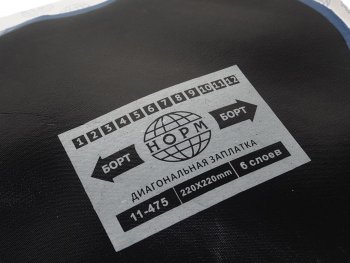 1 2 3 4 5 6 7 8 9 10 11 12
НОРМ
БОРТ БОРТ
ДИАГОНАЛЬНАЯ ЗАПЛАТКА
11-475 220X220mm 6 слоев